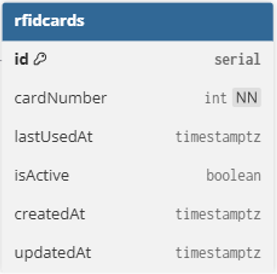 rfidcards
id serial
cardNumber int NN
lastUsedAt timestamptz
isActive boolean
createdAt timestamptz
updatedAt timestamptz